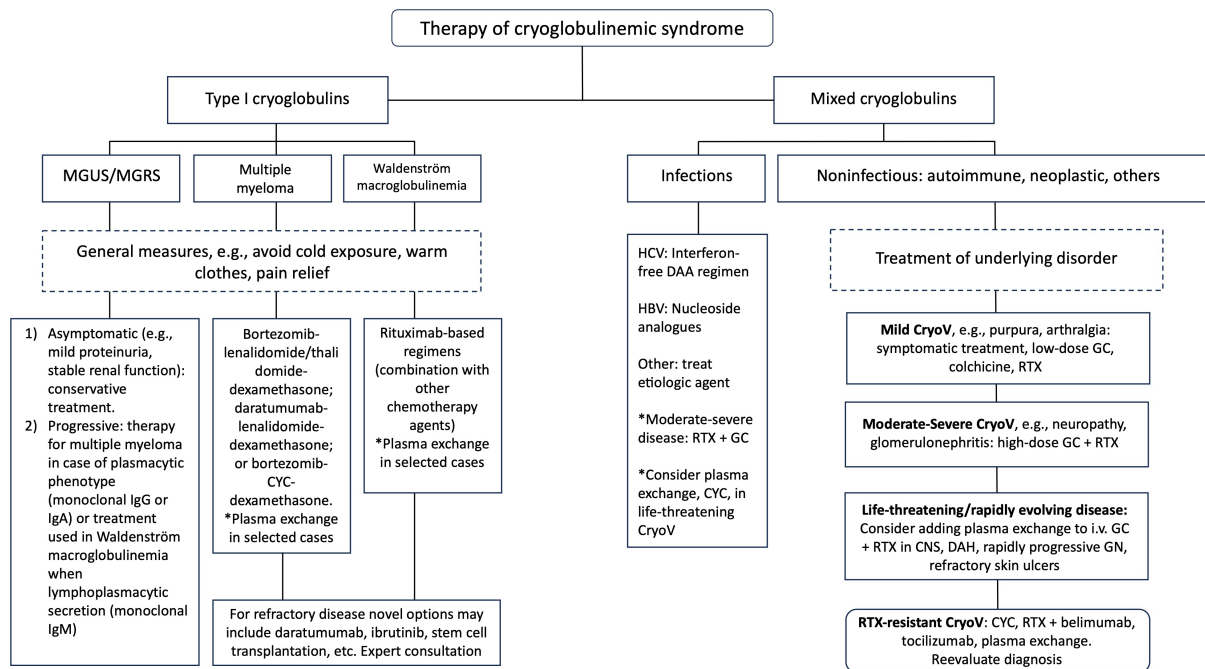 Therapy of cryoglobulinemic syndrome
Type I cryoglobulins
Mixed cryoglobulins
MGUS/MGRS
Multiple
myeloma
Waldenström
macroglobulinemia
Infections
Noninfectious: autoimmune, neoplastic, others
General measures, e.g., avoid cold exposure, warm
clothes, pain relief
1) Asymptomatic (e.g.,
mild proteinuria,
stable renal function):
conservative
treatment.
2) Progressive: therapy
for multiple myeloma
in case of plasmacytic
phenotype
(monoclonal IgG or
IgA) or treatment
used in Waldenström
macroglobulinemia
when
lymphoplasmacytic
secretion (monoclonal
IgM)
Bortezomib-
lenalidomide/thali
domide-
dexamethasone;
daratumumab-
lenalidomide-
dexamethasone;
or bortezomib-
CYC-
dexamethasone.
*Plasma exchange
in selected cases
Rituximab-based
regimens
(combination with
other
chemotherapy
agents)
*Plasma exchange
in selected cases
For refractory disease novel options may
include daratumumab, ibrutinib, stem cell
transplantation, etc. Expert consultation
HCV: Interferon-
free DAA regimen
HBV: Nucleoside
analogues
Other: treat
etiologic agent
*Moderate-severe
disease: RTX + GC
*Consider plasma
exchange, CYC, in
life-threatening
CryoV
Treatment of underlying disorder
Mild CryoV, e.g., purpura, arthralgia:
symptomatic treatment, low-dose GC,
colchicine, RTX
Moderate-Severe CryoV, e.g., neuropathy,
glomerulonephritis: high-dose GC + RTX
Life-threatening/rapidly evolving disease:
Consider adding plasma exchange to i.v. GC
+ RTX in CNS, DAH, rapidly progressive GN,
refractory skin ulcers
RTX-resistant CryoV: CYC, RTX + belimumab,
tocilizumab, plasma exchange.
Reevaluate diagnosis